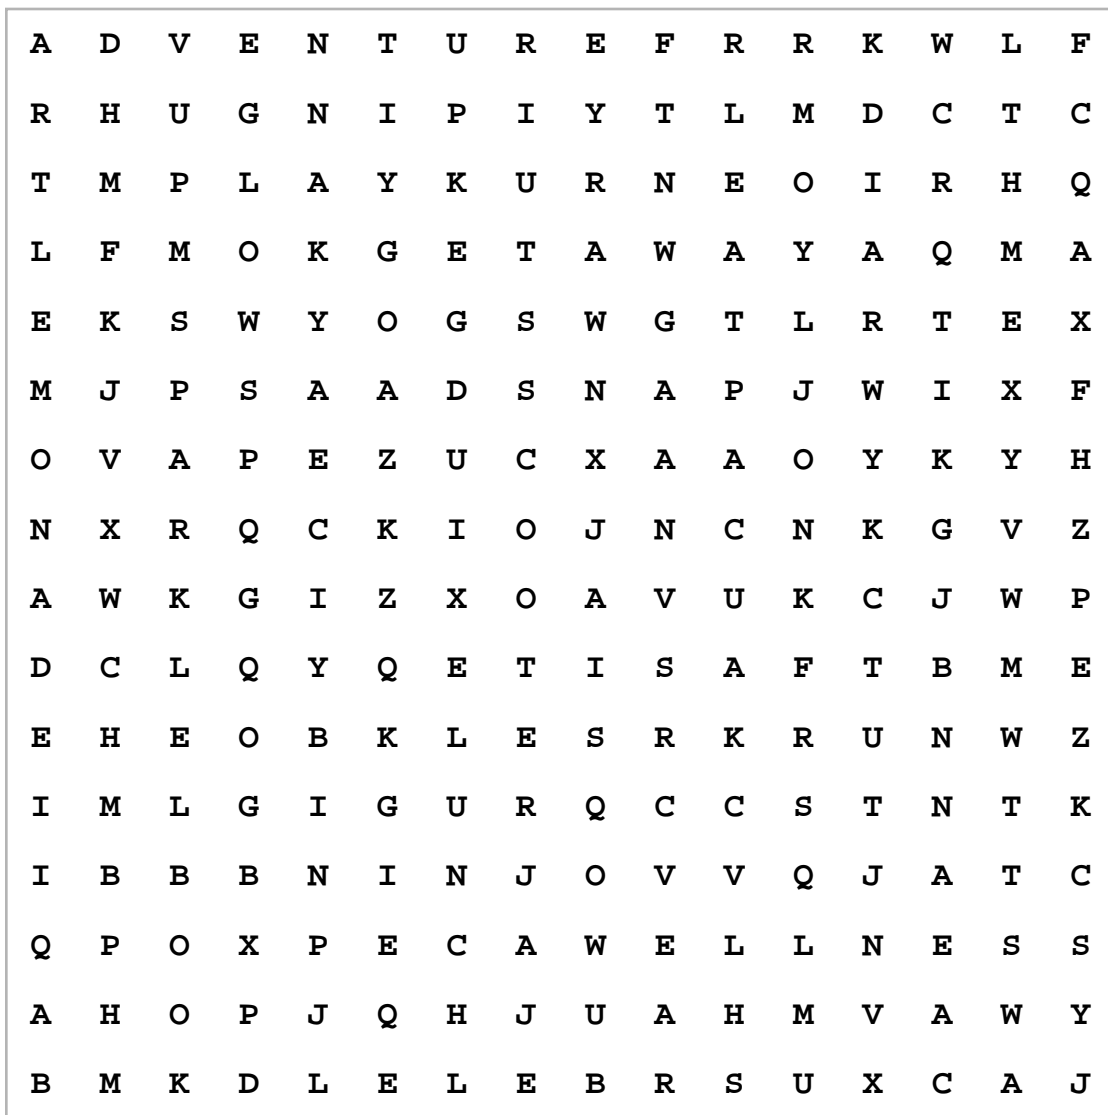 A D V E N T U R E F R R K W L F
R H U G N I P I Y T L M D C T C
T M P L A Y K U R N E O I R H Q
L F M O K G E T A W A Y A Q M A
E K S W Y O G S W G T L R T E X
M J P S A A D S N A P J W I X F
O V A P E Z U C X A A O Y K Y H
N X R Q C K I O J N C N K G V Z
A W K G I Z X O A V U K C J W P
D C L Q Y Q E T I S A F T B M E
E H E O B K L E S R K R U N W Z
I M L G I G U R Q C C S T N T K
I B B B N I N J O V V Q J A T C
Q P O X P E C A W E L L N E S S
A H O P J Q H J U A H M V A W Y
B M K D L E L E B R S U X C A J